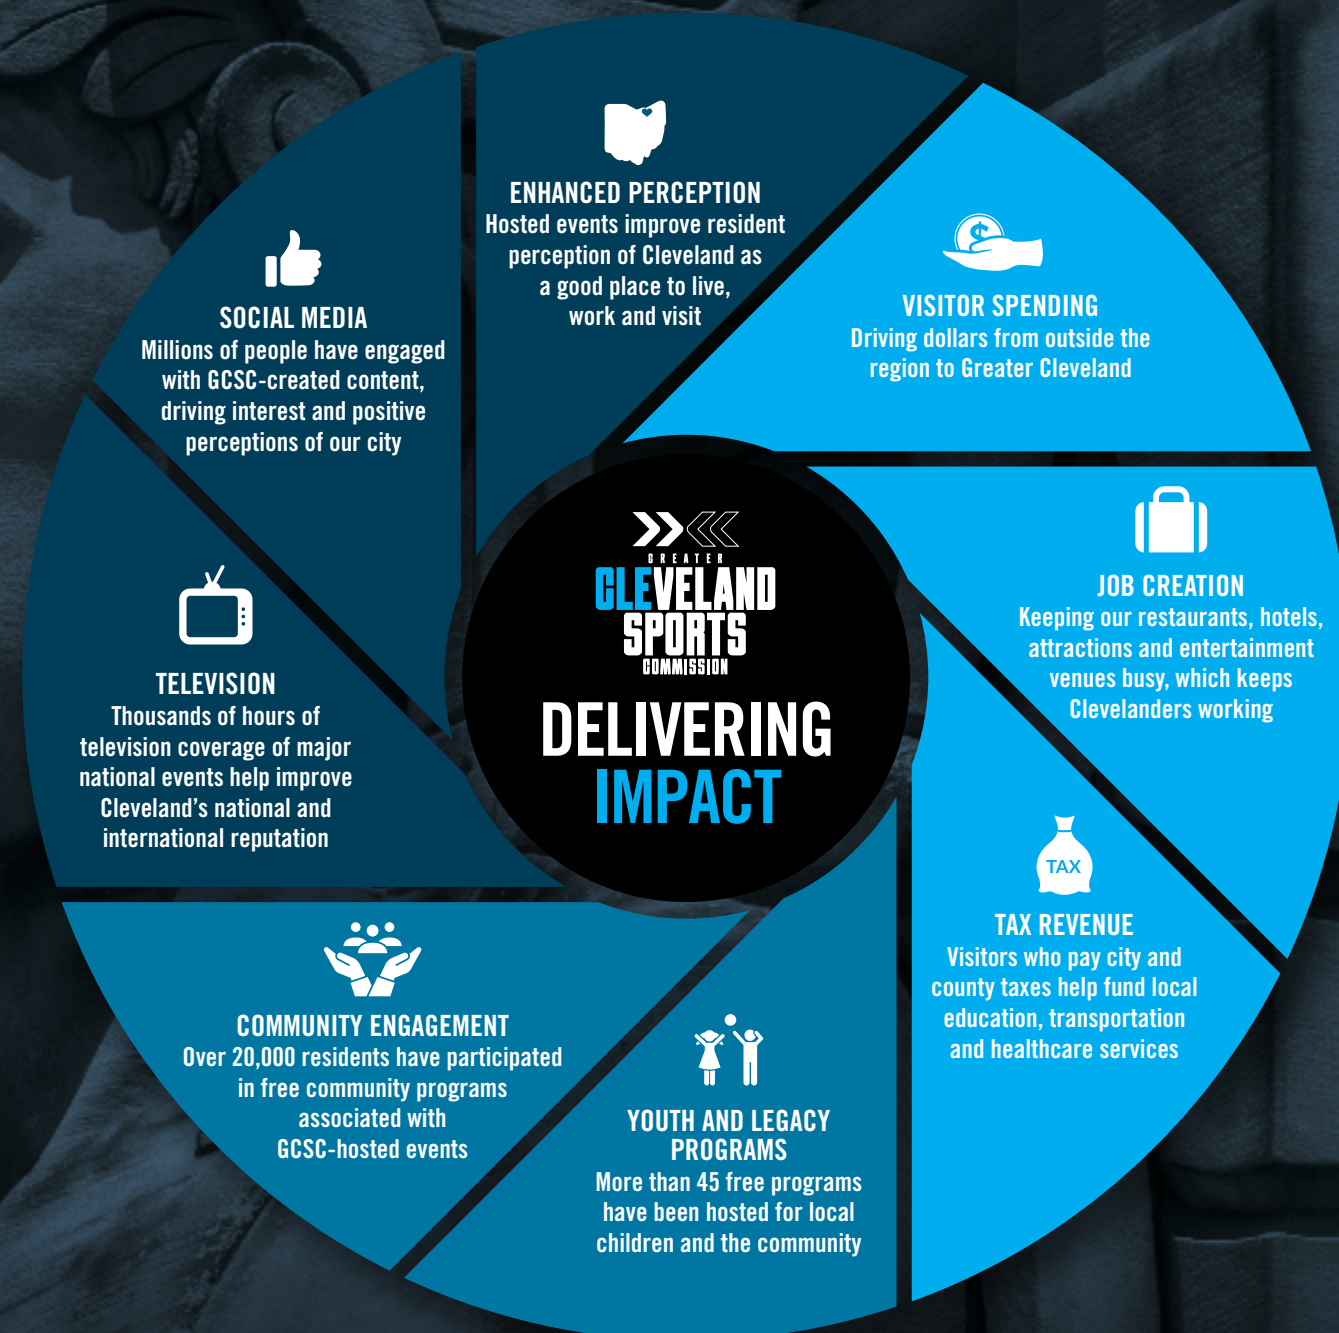 ENHANCED PERCEPTION
Hosted events improve resident
perception of Cleveland as
a good place to live,
work and visit
$
VISITOR SPENDING
Driving dollars from outside the
region to Greater Cleveland
JOB CREATION
Keeping our restaurants, hotels,
attractions and entertainment
venues busy, which keeps
Clevelanders working
TAX
TAX REVENUE
Visitors who pay city and
county taxes help fund local
education, transportation
and healthcare services
YOUTH AND LEGACY
PROGRAMS
More than 45 free programs
have been hosted for local
children and the community
COMMUNITY ENGAGEMENT
Over 20,000 residents have participated
in free community programs
associated with
GCSC-hosted events
TELEVISION
Thousands of hours of
television coverage of major
national events help improve
Cleveland’s national and
international reputation
SOCIAL MEDIA
Millions of people have engaged
with GCSC-created content,
driving interest and positive
perceptions of our city
GREATER
CLEVELAND
SPORTS
COMMISSION
DELIVERING
IMPACT